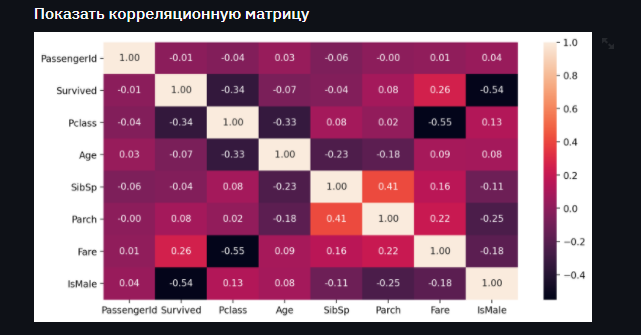 Показать корреляционную матрицу
PassengerId 1.00 -0.01 -0.04 0.03 -0.06 -0.00 0.01 0.04
Survived -0.01 1.00 -0.34 -0.07 -0.04 0.08 0.26 -0.54
Pclass -0.04 -0.34 1.00 -0.33 0.08 0.02 -0.55 0.13
Age 0.03 -0.07 -0.33 1.00 -0.23 -0.18 0.09 0.08
SibSp -0.06 -0.04 0.08 -0.23 1.00 0.41 0.16 -0.11
Parch -0.00 0.08 0.02 -0.18 0.41 1.00 0.22 -0.25
Fare 0.01 0.26 -0.55 0.09 0.16 0.22 1.00 -0.18
IsMale 0.04 -0.54 0.13 0.08 -0.11 -0.25 -0.18 1.00
PassengerId Survived Pclass Age SibSp Parch Fare IsMale
1.0
0.8
0.6
0.4
0.2
0.0
−0.2
−0.4